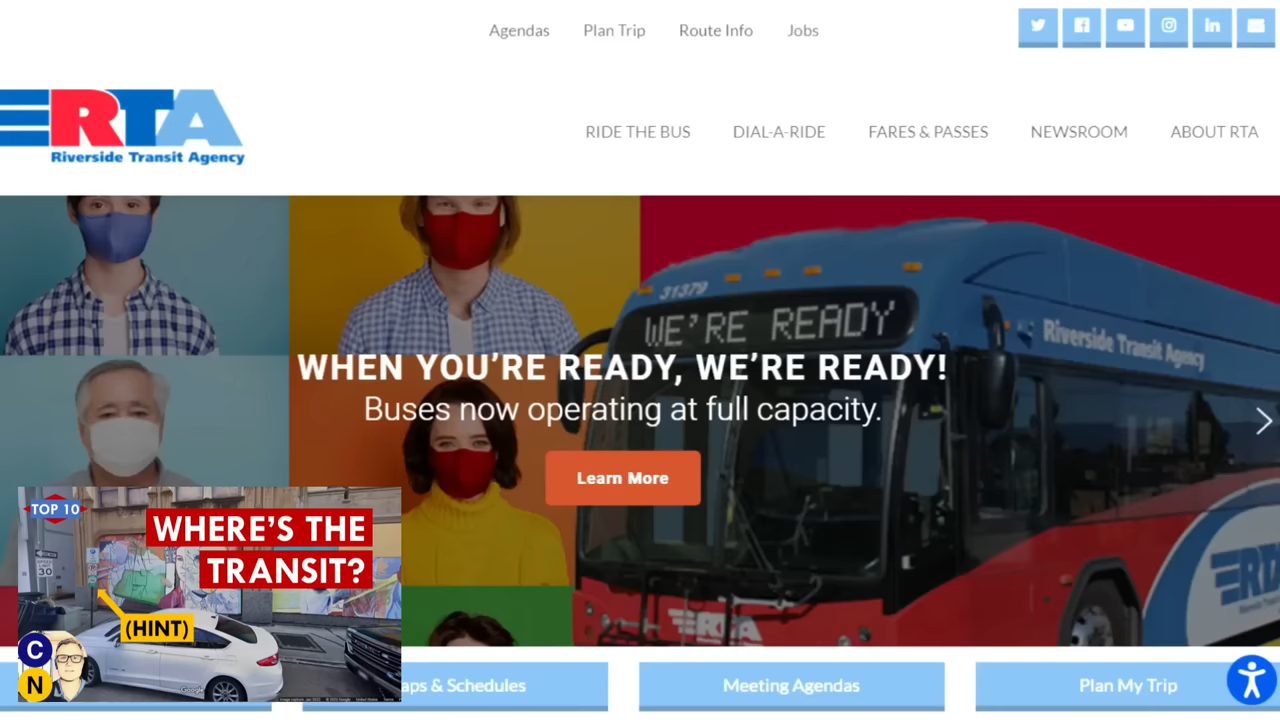 Agendas Plan Trip Route Info Jobs
RTA
Riverside Transit Agency
RIDE THE BUS DIAL-A-RIDE FARES & PASSES NEWSROOM ABOUT RTA
31379
WE'RE READY
Riverside Transit Agency
WHEN YOU'RE READY, WE'RE READY!
Buses now operating at full capacity.
Learn More
RTA
TOP 10
WHERE'S THE
TRANSIT?
30
(HINT)
C
N
Google
aps & Schedules
Meeting Agendas
Plan My Trip